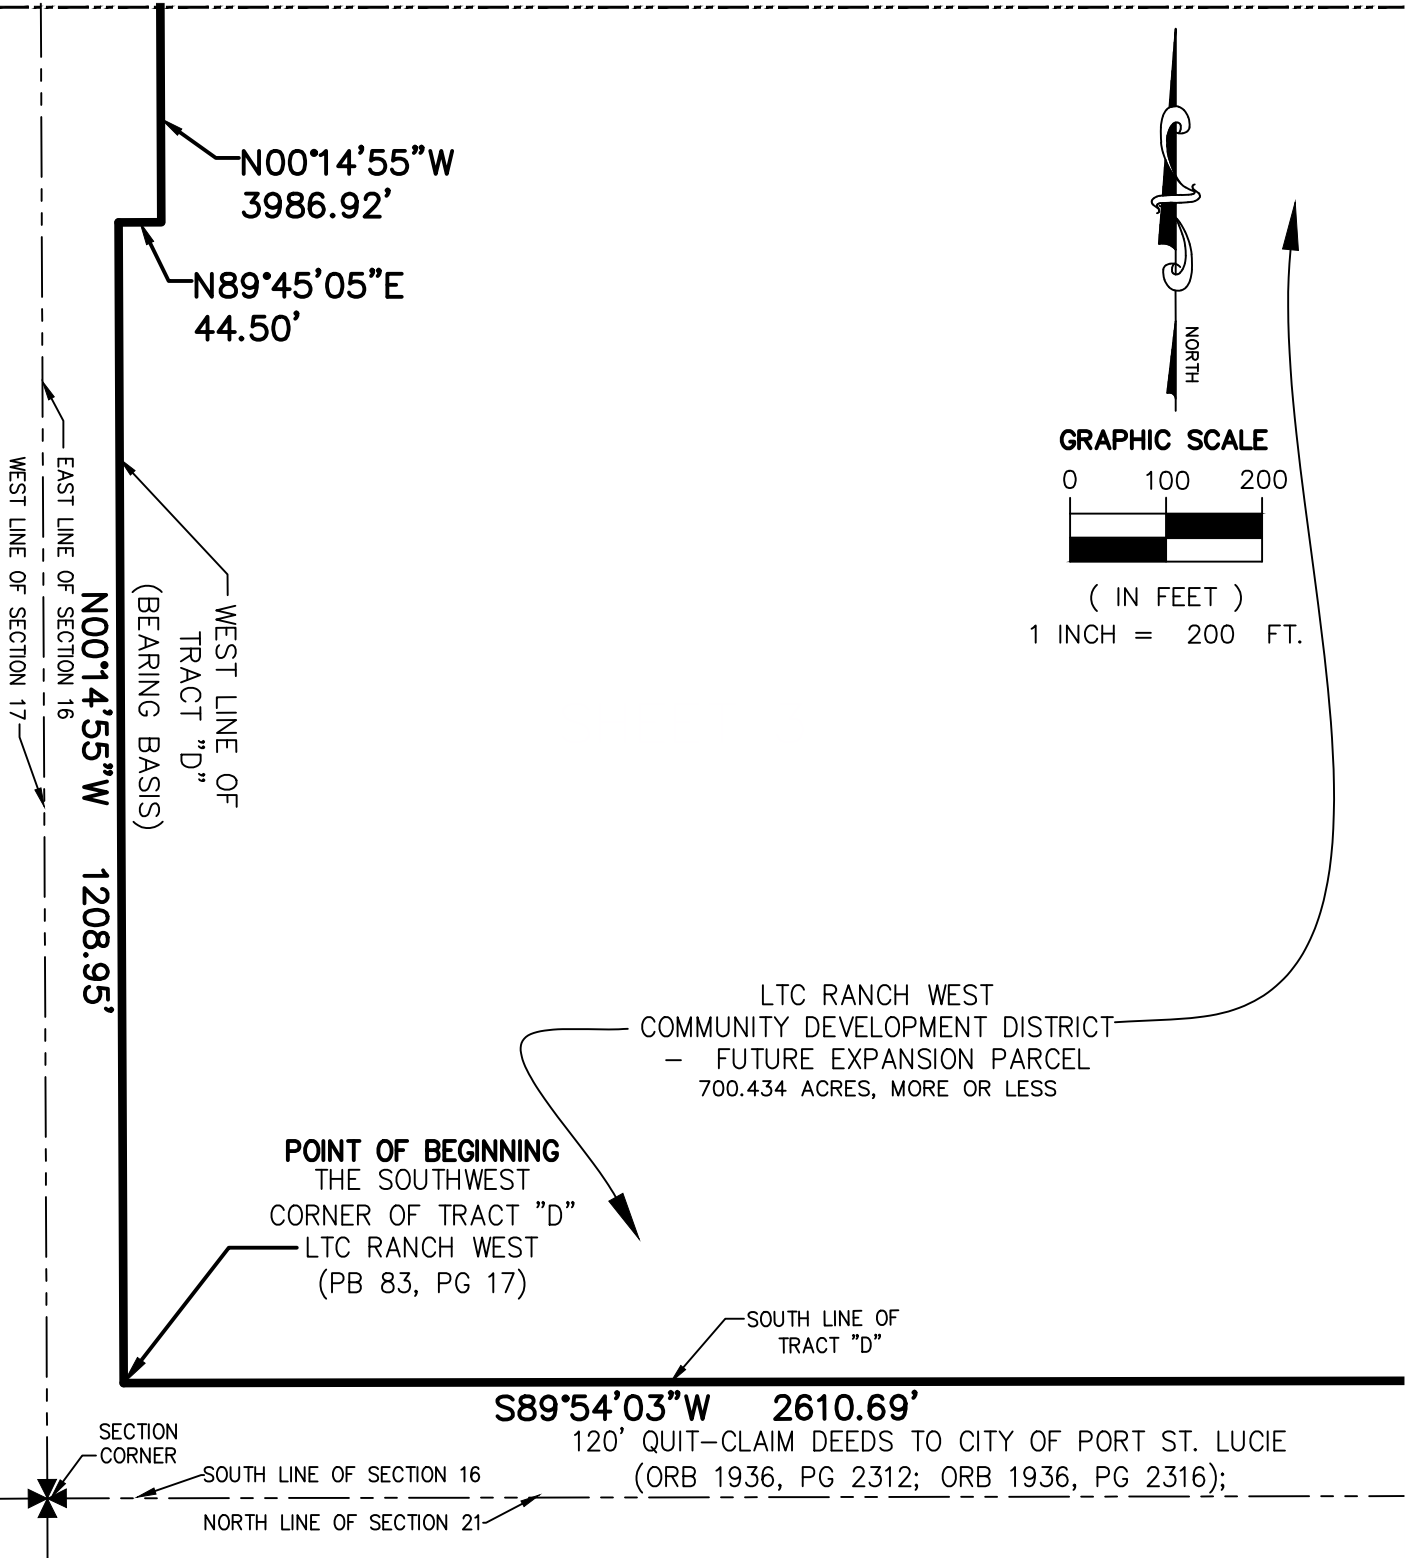 N00°14'55"W
3986.92'
N89°45'05"E
44.50'
NORTH
GRAPHIC SCALE
0 100 200
( IN FEET )
1 INCH = 200 FT.
WEST LINE OF SECTION 17
EAST LINE OF SECTION 16
N00°14'55"W 1208.95'
WEST LINE OF
TRACT "D"
(BEARING BASIS)
LTC RANCH WEST
COMMUNITY DEVELOPMENT DISTRICT
- FUTURE EXPANSION PARCEL
700.434 ACRES, MORE OR LESS
POINT OF BEGINNING
THE SOUTHWEST
CORNER OF TRACT "D"
LTC RANCH WEST
(PB 83, PG 17)
SOUTH LINE OF
TRACT "D"
S89°54'03"W 2610.69'
120' QUIT-CLAIM DEEDS TO CITY OF PORT ST. LUCIE
(ORB 1936, PG 2312; ORB 1936, PG 2316);
SECTION
CORNER
SOUTH LINE OF SECTION 16
NORTH LINE OF SECTION 21